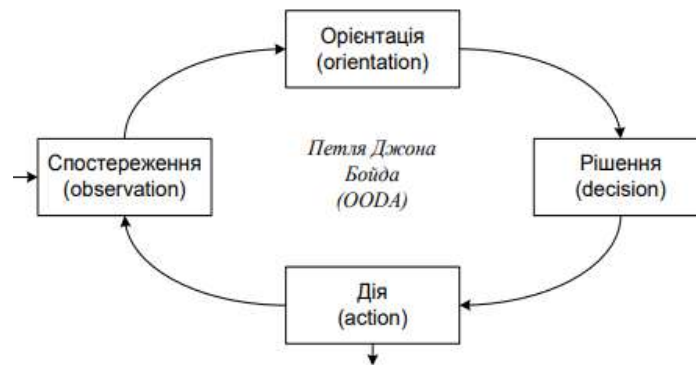 Орієнтація
(orientation)
Спостереження
(observation)
Петля Джона
Бойда
(OODA)
Рішення
(decision)
Дія
(action)